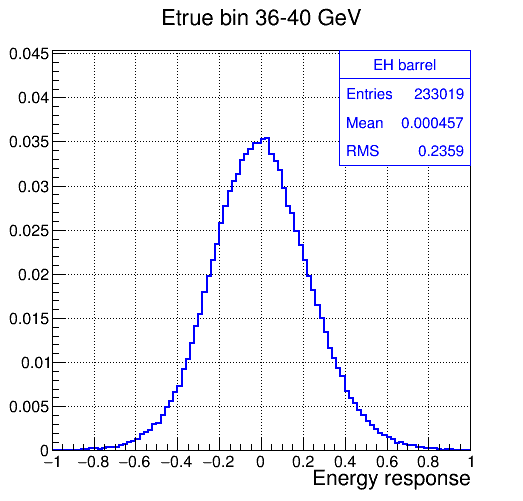 Etrue bin 36-40 GeV
EH barrel
Entries 233019
Mean 0.000457
RMS 0.2359
0.045
0.04
0.035
0.03
0.025
0.02
0.015
0.01
0.005
0
−1 −0.8 −0.6 −0.4 −0.2 0 0.2 0.4 0.6 0.8 1
Energy response